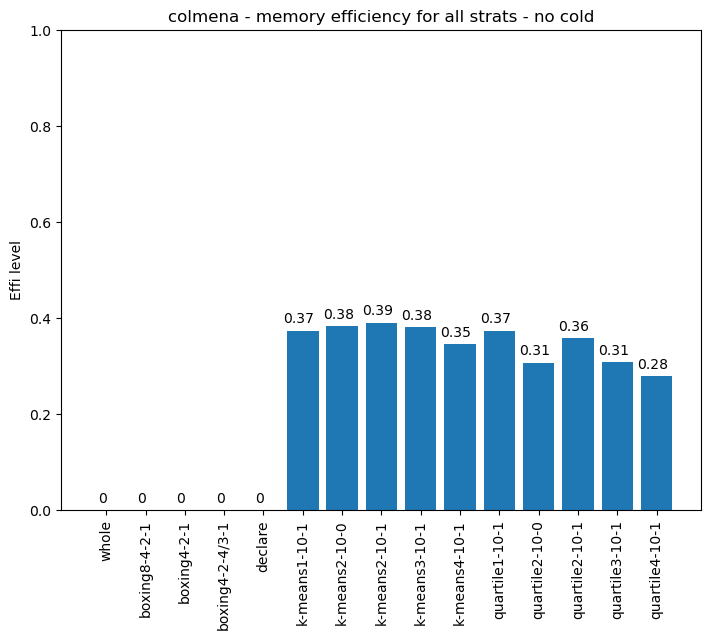 colmena - memory efficiency for all strats - no cold
Effi level
1.0
0.8
0.6
0.4
0.2
0.0
0
0
0
0
0
0.37
0.38
0.39
0.38
0.35
0.37
0.31
0.36
0.31
0.28
whole
boxing8-4-2-1
boxing4-2-1
boxing4-2-4/3-1
declare
k-means1-10-1
k-means2-10-0
k-means2-10-1
k-means3-10-1
k-means4-10-1
quartile1-10-1
quartile2-10-0
quartile2-10-1
quartile3-10-1
quartile4-10-1